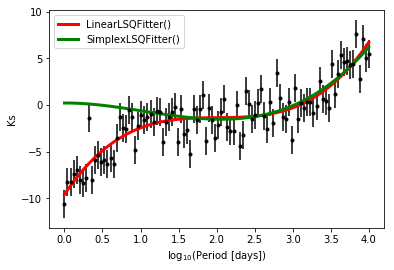 LinearLSQFitter()
SimplexLSQFitter()
10
5
0
−5
−10
Ks
0.0 0.5 1.0 1.5 2.0 2.5 3.0 3.5 4.0
log₁₀(Period [days])